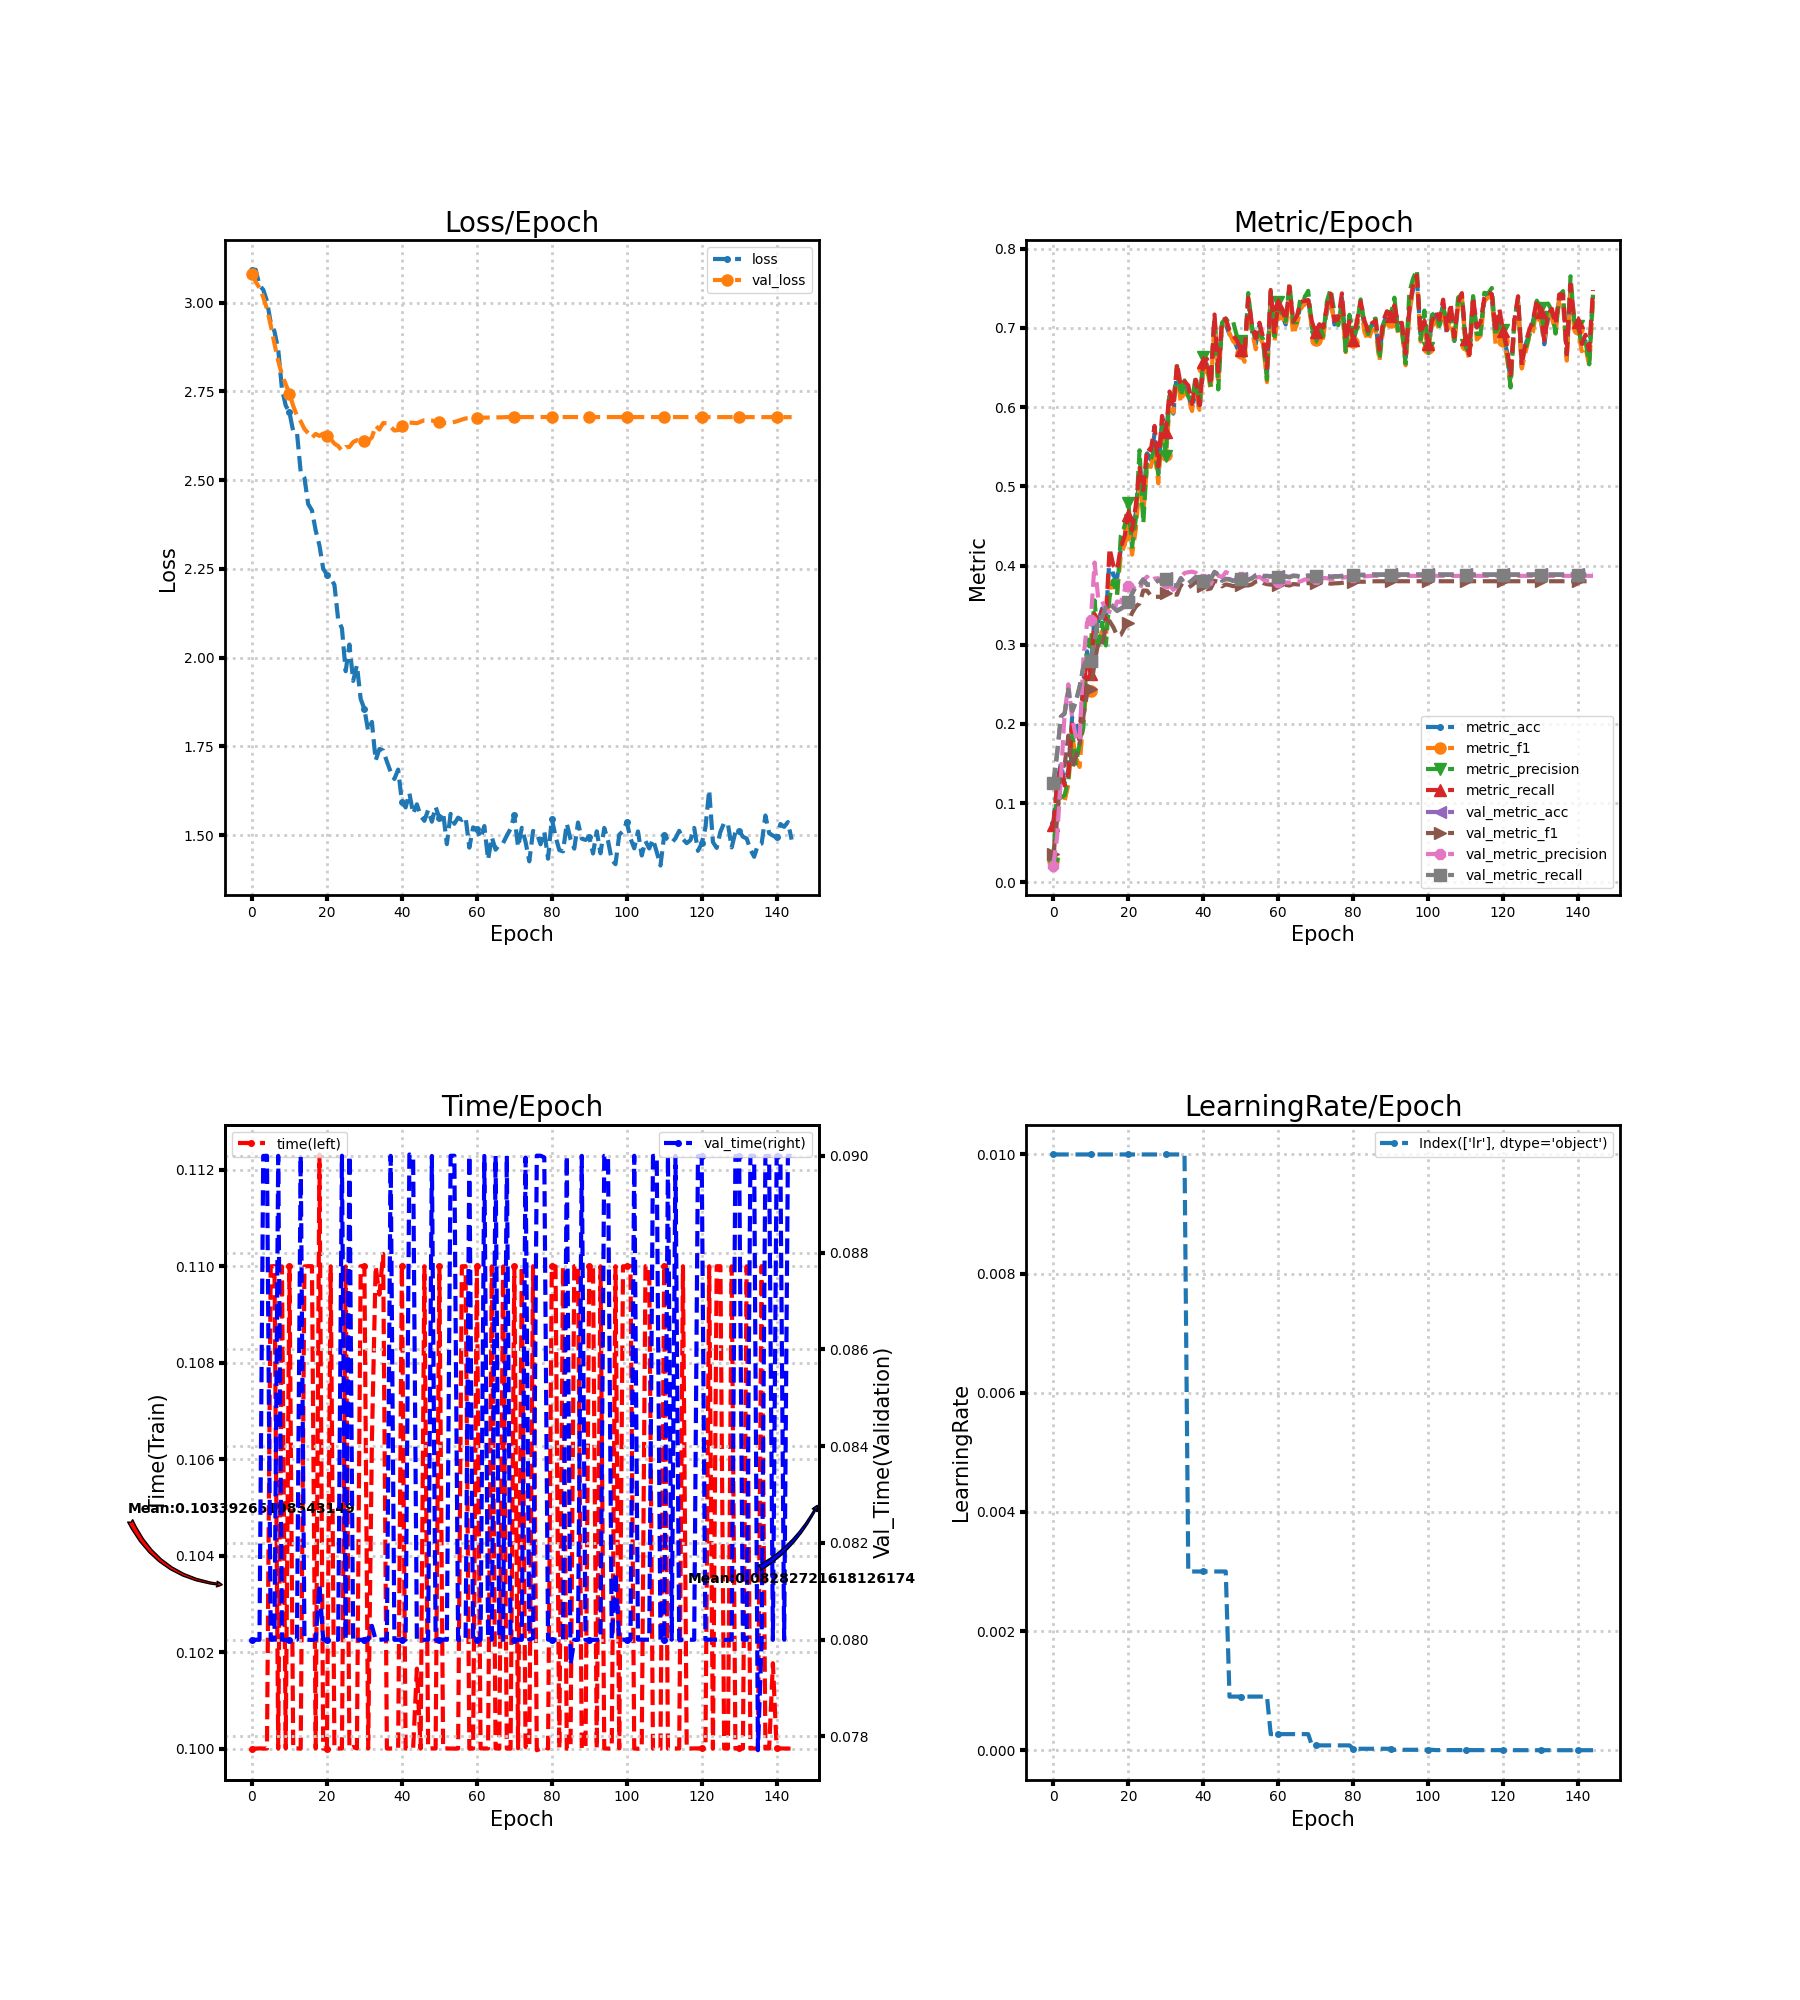 Loss/Epoch
loss
val_loss
3.00
2.75
2.50
2.25
2.00
1.75
1.50
Loss
0
20
40
60
80
100
120
140
Epoch
Metric/Epoch
0.8
0.7
0.6
0.5
0.4
0.3
0.2
0.1
0.0
Metric
metric_acc
metric_f1
metric_precision
metric_recall
val_metric_acc
val_metric_f1
val_metric_precision
val_metric_recall
0
20
40
60
80
100
120
140
Epoch
Time/Epoch
time(left)
val_time(right)
0.112
0.110
0.108
0.106
0.104
0.102
0.100
Time(Train)
0.090
0.088
0.086
0.084
0.082
0.080
0.078
Val_Time(Validation)
Mean:0.08282721618126174
0
20
40
60
80
100
120
140
Epoch
LearningRate/Epoch
Index(['lr'], dtype='object')
0.010
0.008
0.006
0.004
0.002
0.000
LearningRate
0
20
40
60
80
100
120
140
Epoch